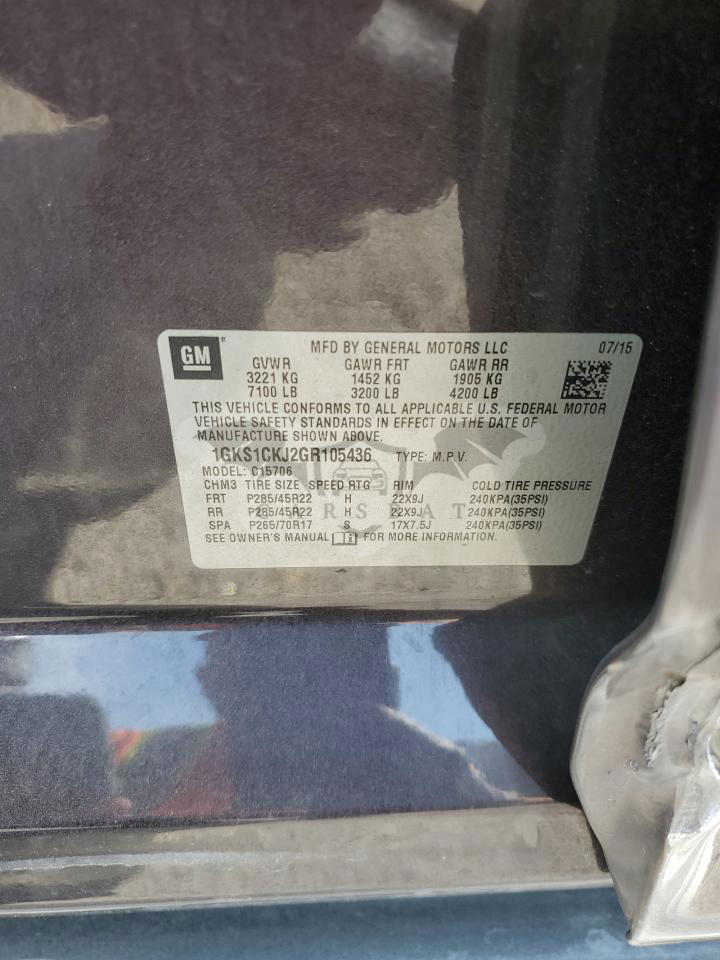 GM
MFD BY GENERAL MOTORS LLC 07/15
GVWR GAWR FRT GAWR RR
3221 KG 1452 KG 1905 KG
7100 LB 3200 LB 4200 LB
THIS VEHICLE CONFORMS TO ALL APPLICABLE U.S. FEDERAL MOTOR
VEHICLE SAFETY STANDARDS IN EFFECT ON THE DATE OF
MANUFACTURE SHOWN ABOVE.
1GKS1CKJ2GR105436 TYPE: M.P.V.
MODEL: C15706
CHM3 TIRE SIZE SPEED RTG RIM COLD TIRE PRESSURE
FRT P285/45R22 H 22X9J 240KPA(35PSI)
RR P285/45R22 H 22X9J 240KPA(35PSI)
SPA P265/70R17 S 17X7.5J 240KPA(35PSI)
SEE OWNER'S MANUAL FOR MORE INFORMATION.